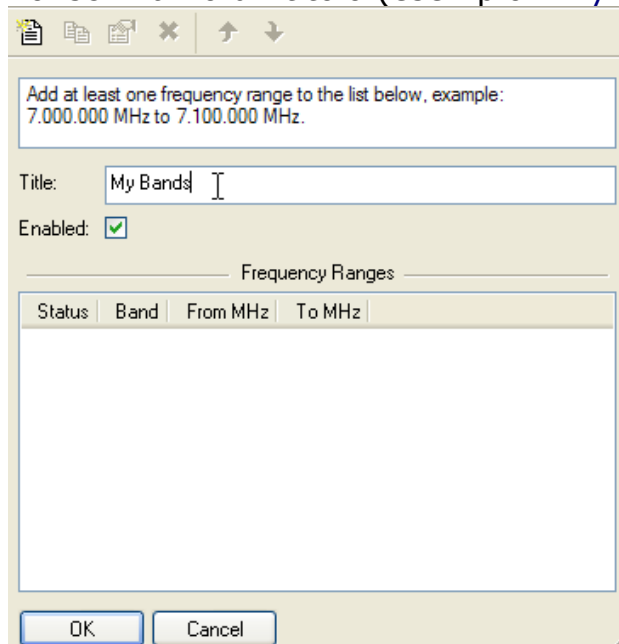 Add at least one frequency range to the list below, example:
7.000.000 MHz to 7.100.000 MHz.
Title: My Bands
Enabled:
Frequency Ranges
Status Band From MHz To MHz
OK Cancel